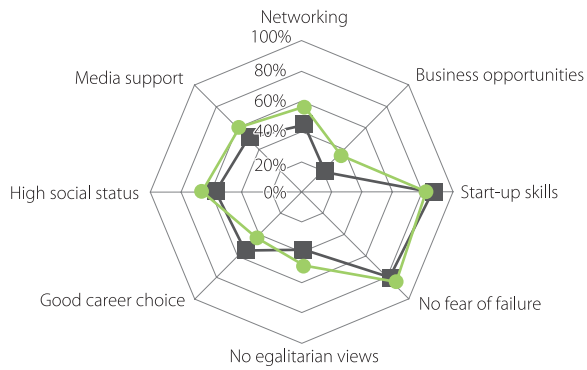 Networking
100%
Media support
80%
Business opportunities
60%
40%
20%
High social status
0%
Start-up skills
Good career choice
No fear of failure
No egalitarian views